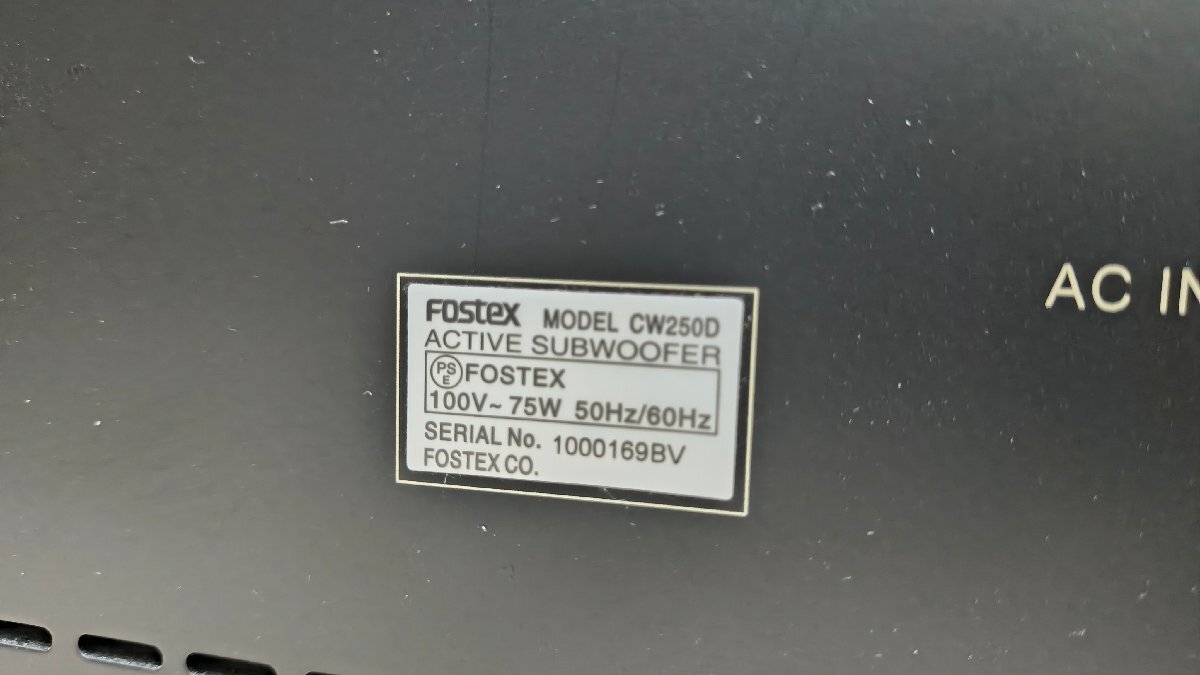 FOSTEX MODEL CW250D
ACTIVE SUBWOOFER
PSE FOSTEX
100V~ 75W 50Hz/60Hz
SERIAL No. 1000169BV
FOSTEX CO.
AC IN